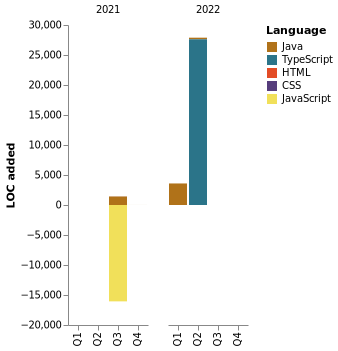 2021
2022
Language
Java
TypeScript
HTML
CSS
JavaScript
LOC added
30,000
25,000
20,000
15,000
10,000
5,000
0
−5,000
−10,000
−15,000
−20,000
Q1
Q2
Q3
Q4
Q1
Q2
Q3
Q4